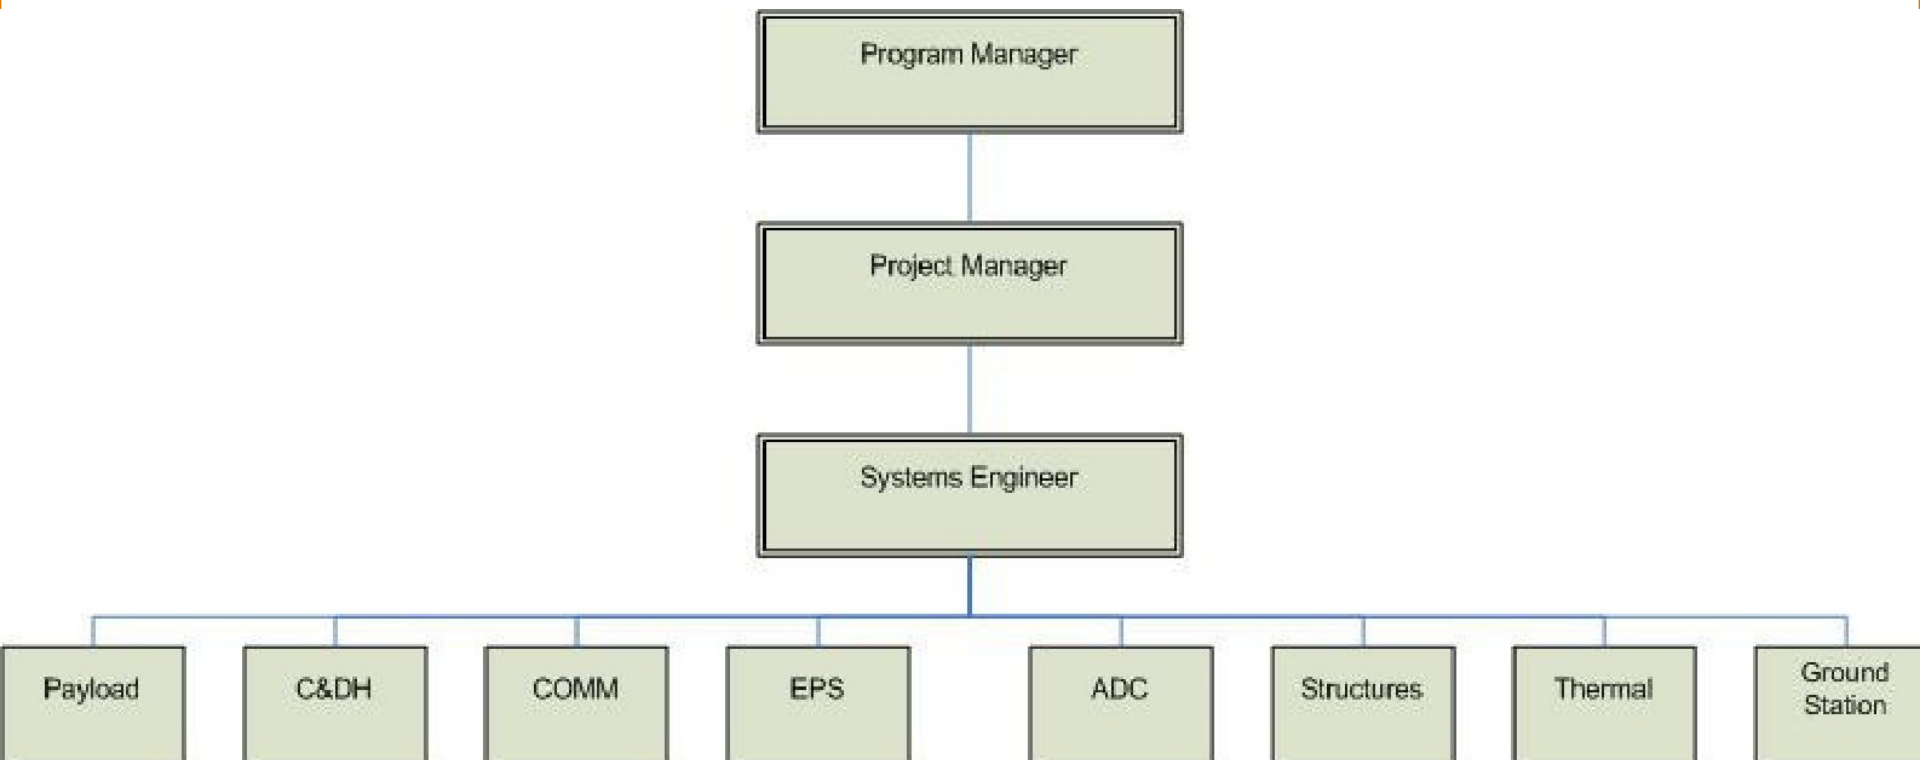 Program Manager
Project Manager
Systems Engineer
Payload
C&DH
COMM
EPS
ADC
Structures
Thermal
Ground
Station